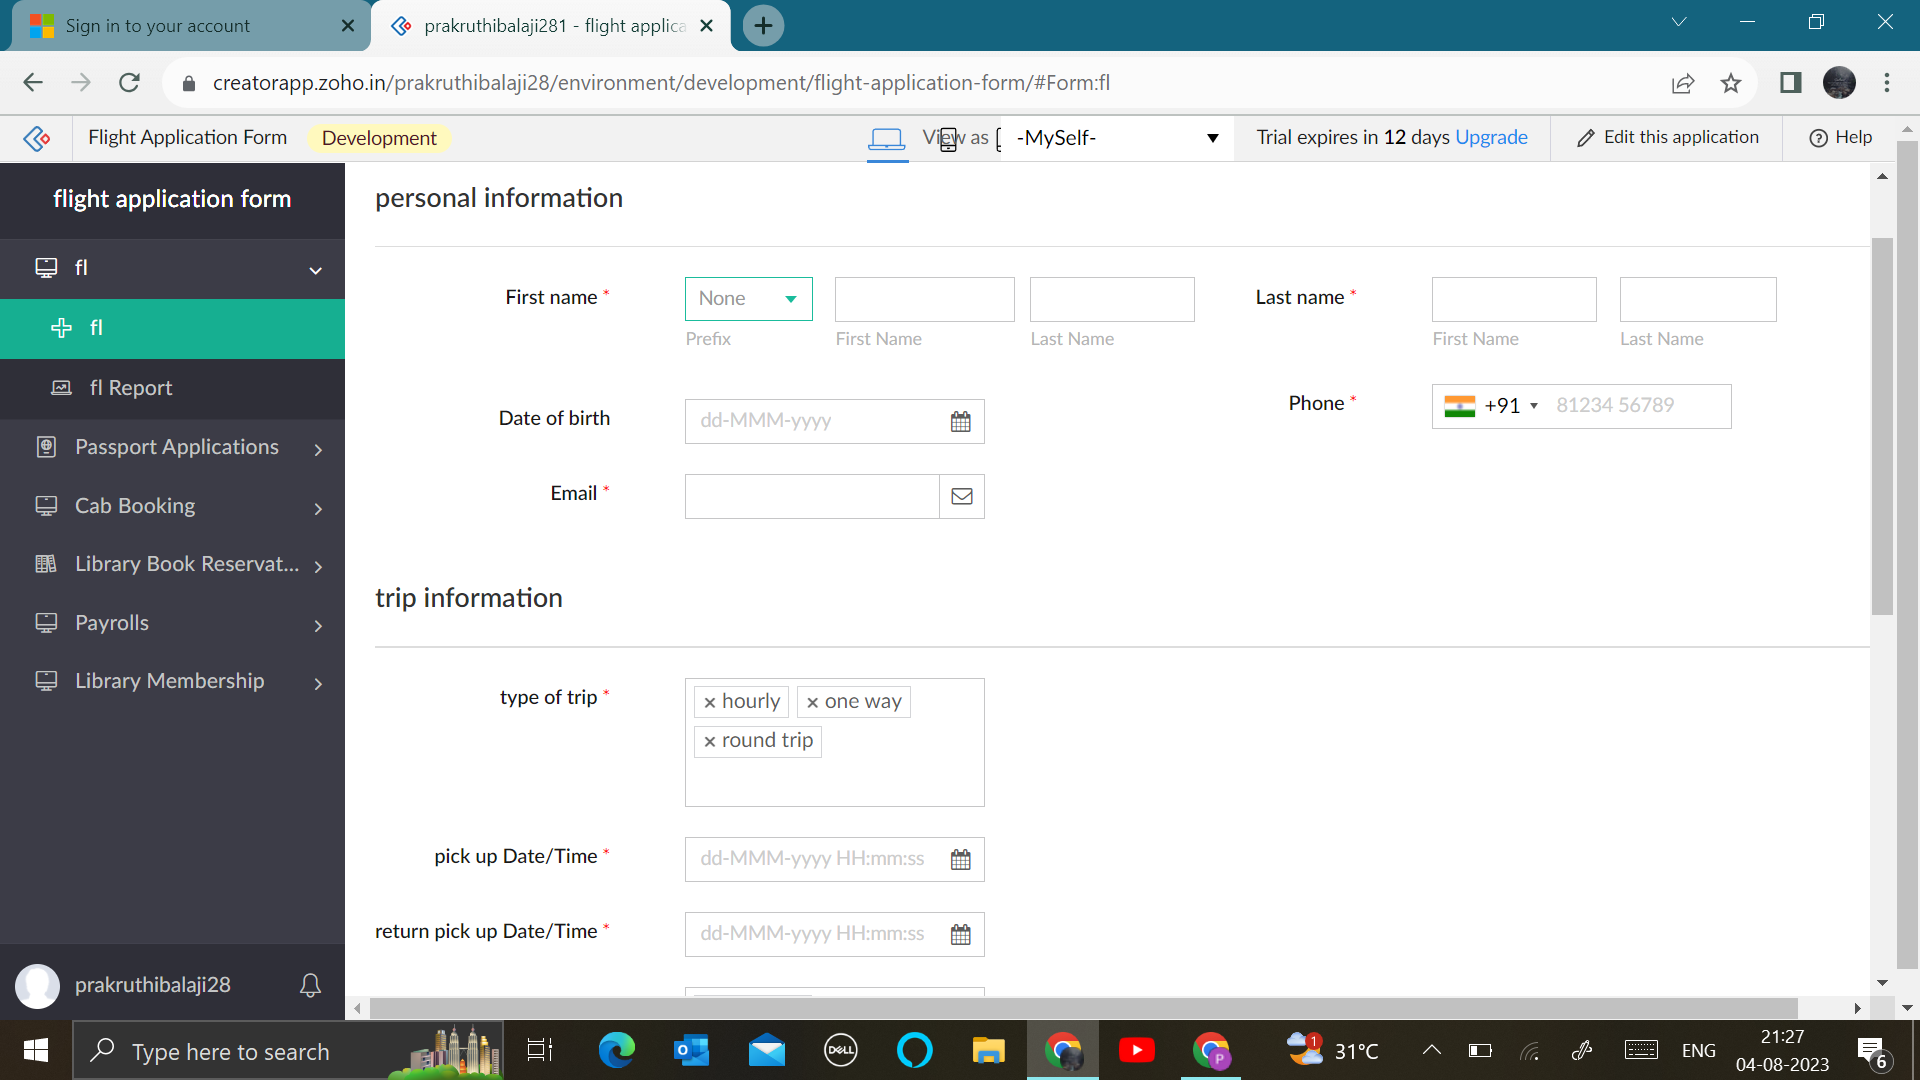 Sign in to your account
prakruthibalaji281 - flight applica
creatorapp.zoho.in/prakruthibalaji28/environment/development/flight-application-form/#Form:fl
Flight Application Form Development View as -MySelf- Trial expires in 12 days Upgrade Edit this application Help
flight application form
fl
fl
fl Report
Passport Applications
Cab Booking
Library Book Reservat...
Payrolls
Library Membership
prakruthibalaji28
personal information
First name * None Last name *
Prefix First Name Last Name First Name Last Name
Date of birth dd-MMM-yyyy Phone * +91 81234 56789
Email *
trip information
type of trip * × hourly × one way
× round trip
pick up Date/Time * dd-MMM-yyyy HH:mm:ss
return pick up Date/Time * dd-MMM-yyyy HH:mm:ss
Type here to search DELL P 1 31°C ENG 21:27
04-08-2023 6